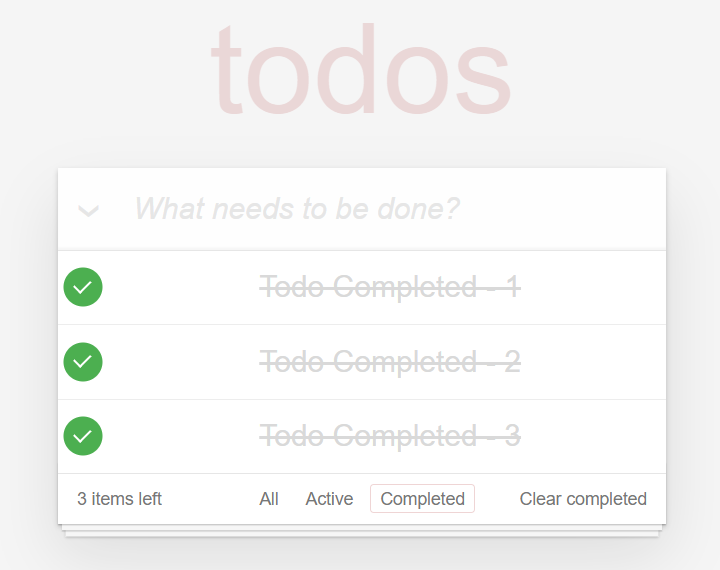 todos
What needs to be done?
Todo Completed - 1
Todo Completed - 2
Todo Completed - 3
3 items left All Active Completed Clear completed